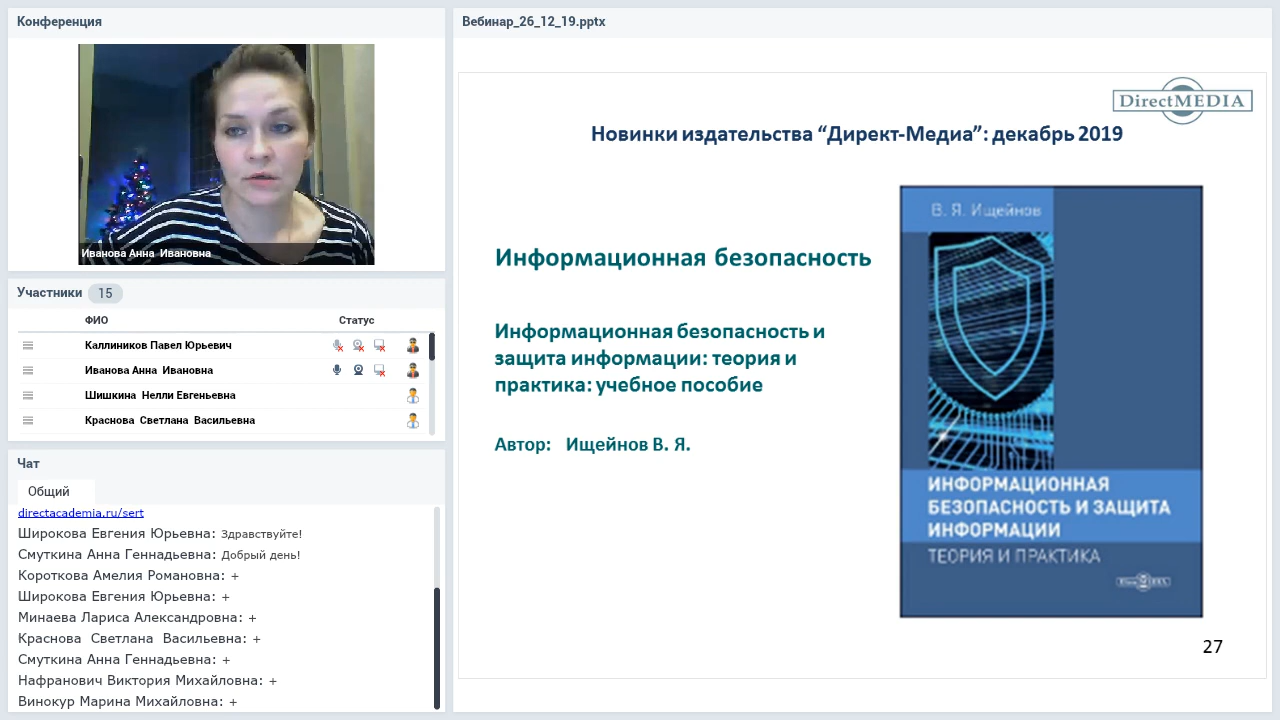 Конференция
Иванова Анна  Ивановна
Участники 15
ФИО Статус
Каллиников Павел Юрьевич
Иванова Анна  Ивановна
Шишкина  Нелли Евгеньевна
Краснова  Светлана  Васильевна
Чат
Общий
directacademia.ru/sert
Широкова Евгения Юрьевна: Здравствуйте!
Смуткина Анна Геннадьевна: Добрый день!
Короткова Амелия Романовна: +
Широкова Евгения Юрьевна: +
Минаева Лариса Александровна: +
Краснова  Светлана  Васильевна: +
Смуткина Анна Геннадьевна: +
Нафранович Виктория Михайловна: +
Винокур Марина Михайловна: +
Вебинар_26_12_19.pptx
DirectMEDIA
Новинки издательства “Директ-Медиа”: декабрь 2019
Информационная безопасность
Информационная безопасность и
защита информации: теория и
практика: учебное пособие
Автор: Ищейнов В. Я.
В. Я. Ищейнов
ИНФОРМАЦИОННАЯ
БЕЗОПАСНОСТЬ И ЗАЩИТА
ИНФОРМАЦИИ
ТЕОРИЯ И ПРАКТИКА
27